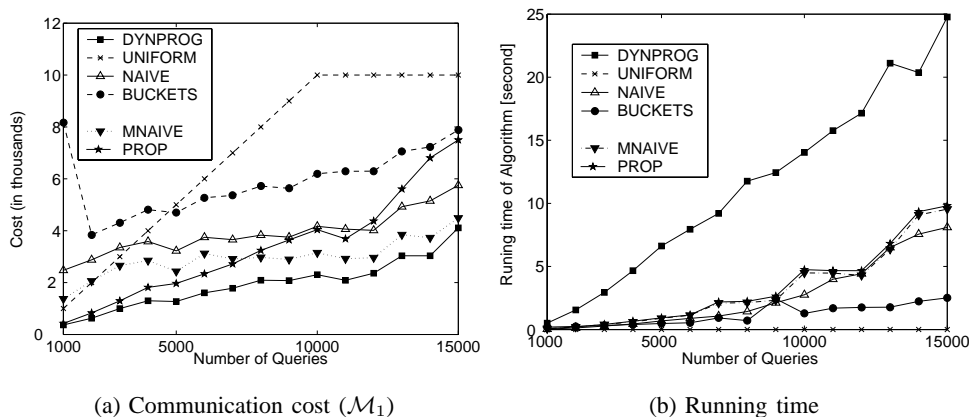 12
10
8
6
4
2
0
Cost (in thousands)
DYNPROG
UNIFORM
NAIVE
BUCKETS
MNAIVE
PROP
1000
5000
10000
15000
Number of Queries
(a) Communication cost (M₁)
25
20
15
10
5
0
Runing time of Algorithm [second]
DYNPROG
UNIFORM
NAIVE
BUCKETS
MNAIVE
PROP
1000
5000
10000
15000
Number of Queries
(b) Running time